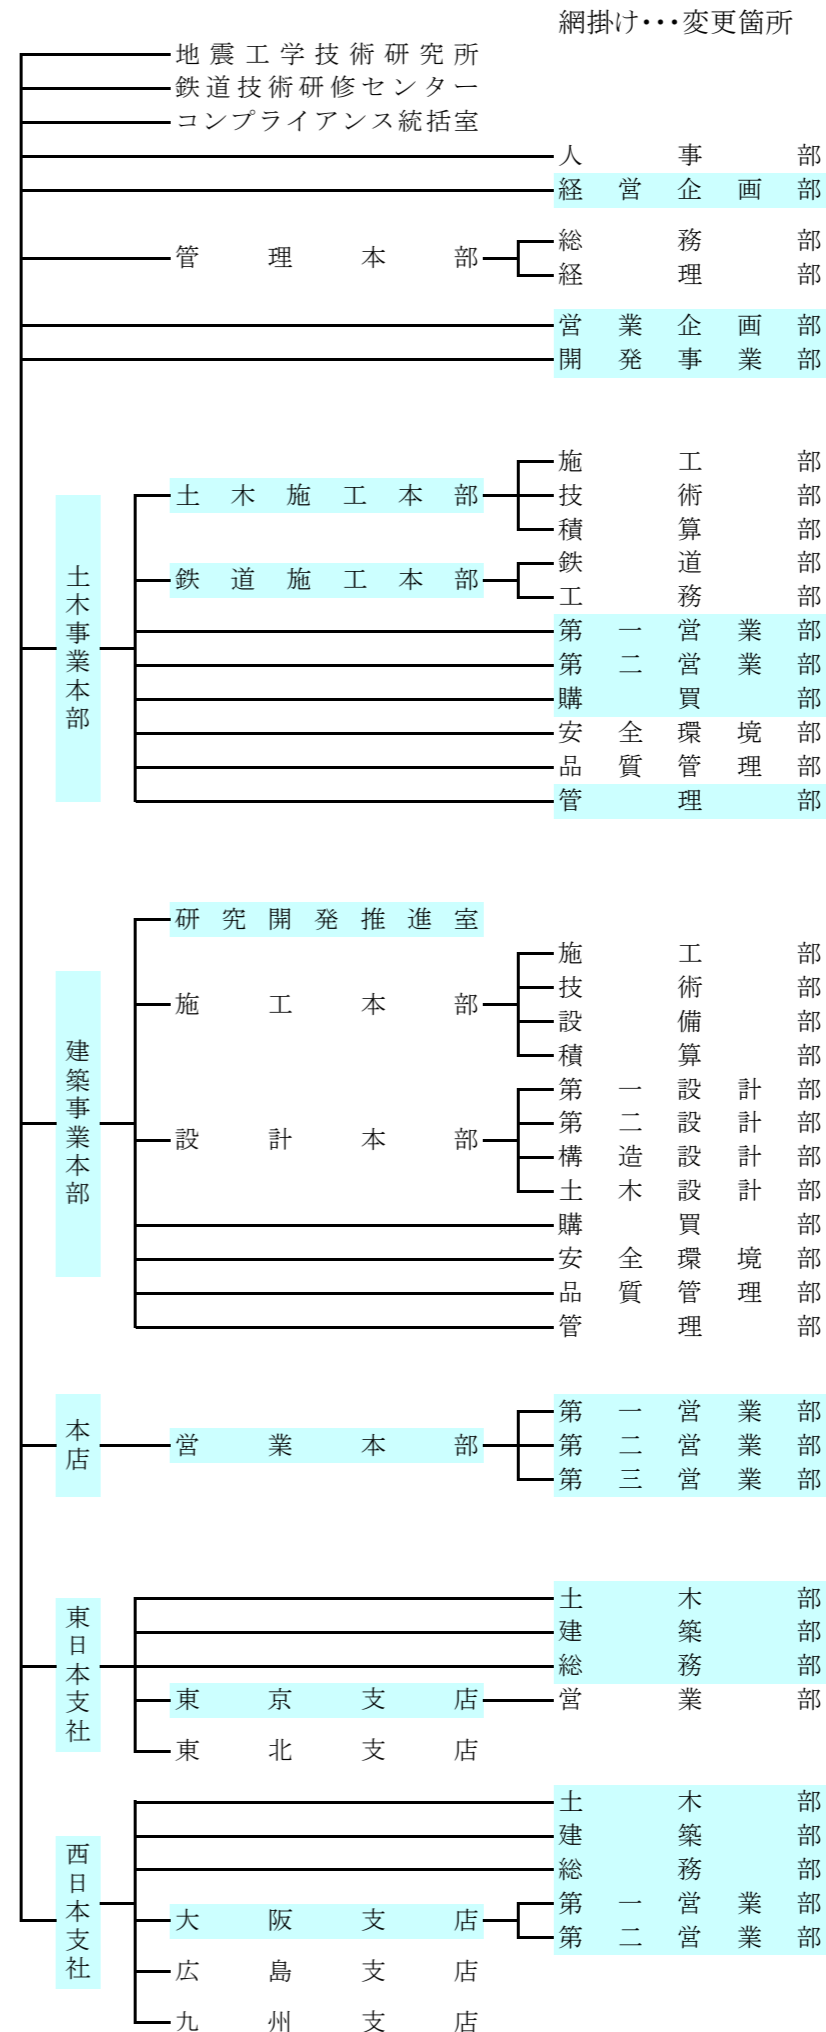 網掛け・・・変更箇所
地震工学技術研究所
鉄道技術研修センター
コンプライアンス統括室
人事部
経営企画部
管理本部
総務部
経理部
営業企画部
開発事業部
土木事業本部
土木施工本部
施工部
技術部
積算部
鉄道施工本部
鉄道部
工務部
第一営業部
第二営業部
購買部
安全環境部
品質管理部
管理部
建築事業本部
研究開発推進室
施工本部
施工部
技術部
設備部
積算部
設計本部
第一設計部
第二設計部
構造設計部
土木設計部
購買部
安全環境部
品質管理部
管理部
本店
営業本部
第一営業部
第二営業部
第三営業部
東日本支社
土木部
建築部
総務部
東京支店
営業部
東北支店
西日本支社
土木部
建築部
総務部
大阪支店
第一営業部
第二営業部
広島支店
九州支店